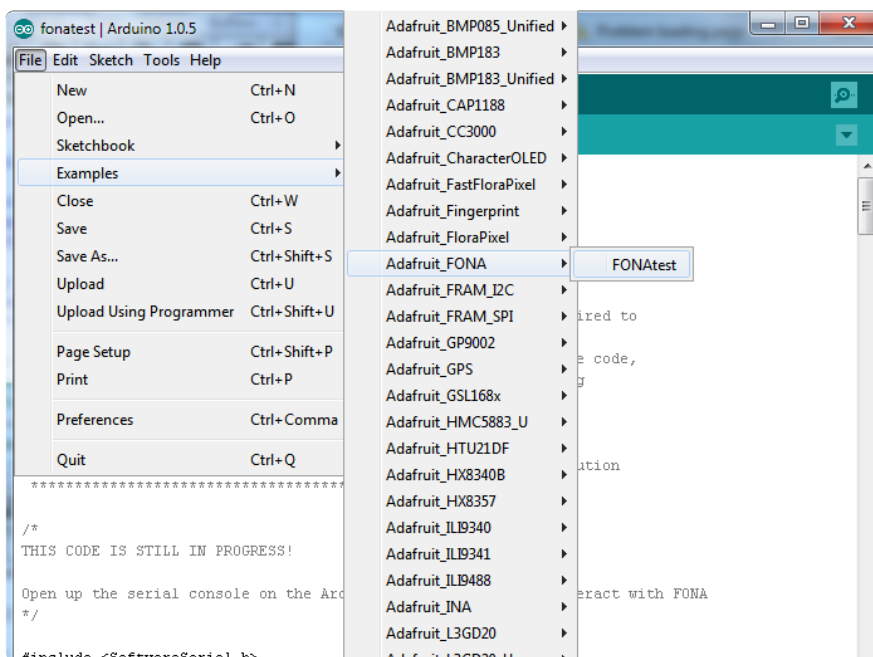 fonatest | Arduino 1.0.5
File Edit Sketch Tools Help
New Ctrl+N
Open... Ctrl+O
Sketchbook
Examples
Close Ctrl+W
Save Ctrl+S
Save As... Ctrl+Shift+S
Upload Ctrl+U
Upload Using Programmer Ctrl+Shift+U
Page Setup Ctrl+Shift+P
Print Ctrl+P
Preferences Ctrl+Comma
Quit Ctrl+Q
Adafruit_BMP085_Unified
Adafruit_BMP183
Adafruit_BMP183_Unified
Adafruit_CAP1188
Adafruit_CC3000
Adafruit_CharacterOLED
Adafruit_FastFloraPixel
Adafruit_Fingerprint
Adafruit_FloraPixel
Adafruit_FONA
Adafruit_FRAM_I2C
Adafruit_FRAM_SPI
Adafruit_GP9002
Adafruit_GPS
Adafruit_GSL168x
Adafruit_HMC5883_U
Adafruit_HTU21DF
Adafruit_HX8340B
Adafruit_HX8357
Adafruit_ILI9340
Adafruit_ILI9341
Adafruit_ILI9488
Adafruit_INA
Adafruit_L3GD20
FONAtest
ired to
e code,
g
ution
************************************
/*
THIS CODE IS STILL IN PROGRESS!
Open up the serial console on the Ard
eract with FONA
*/
#include <SoftwareSerial.h>